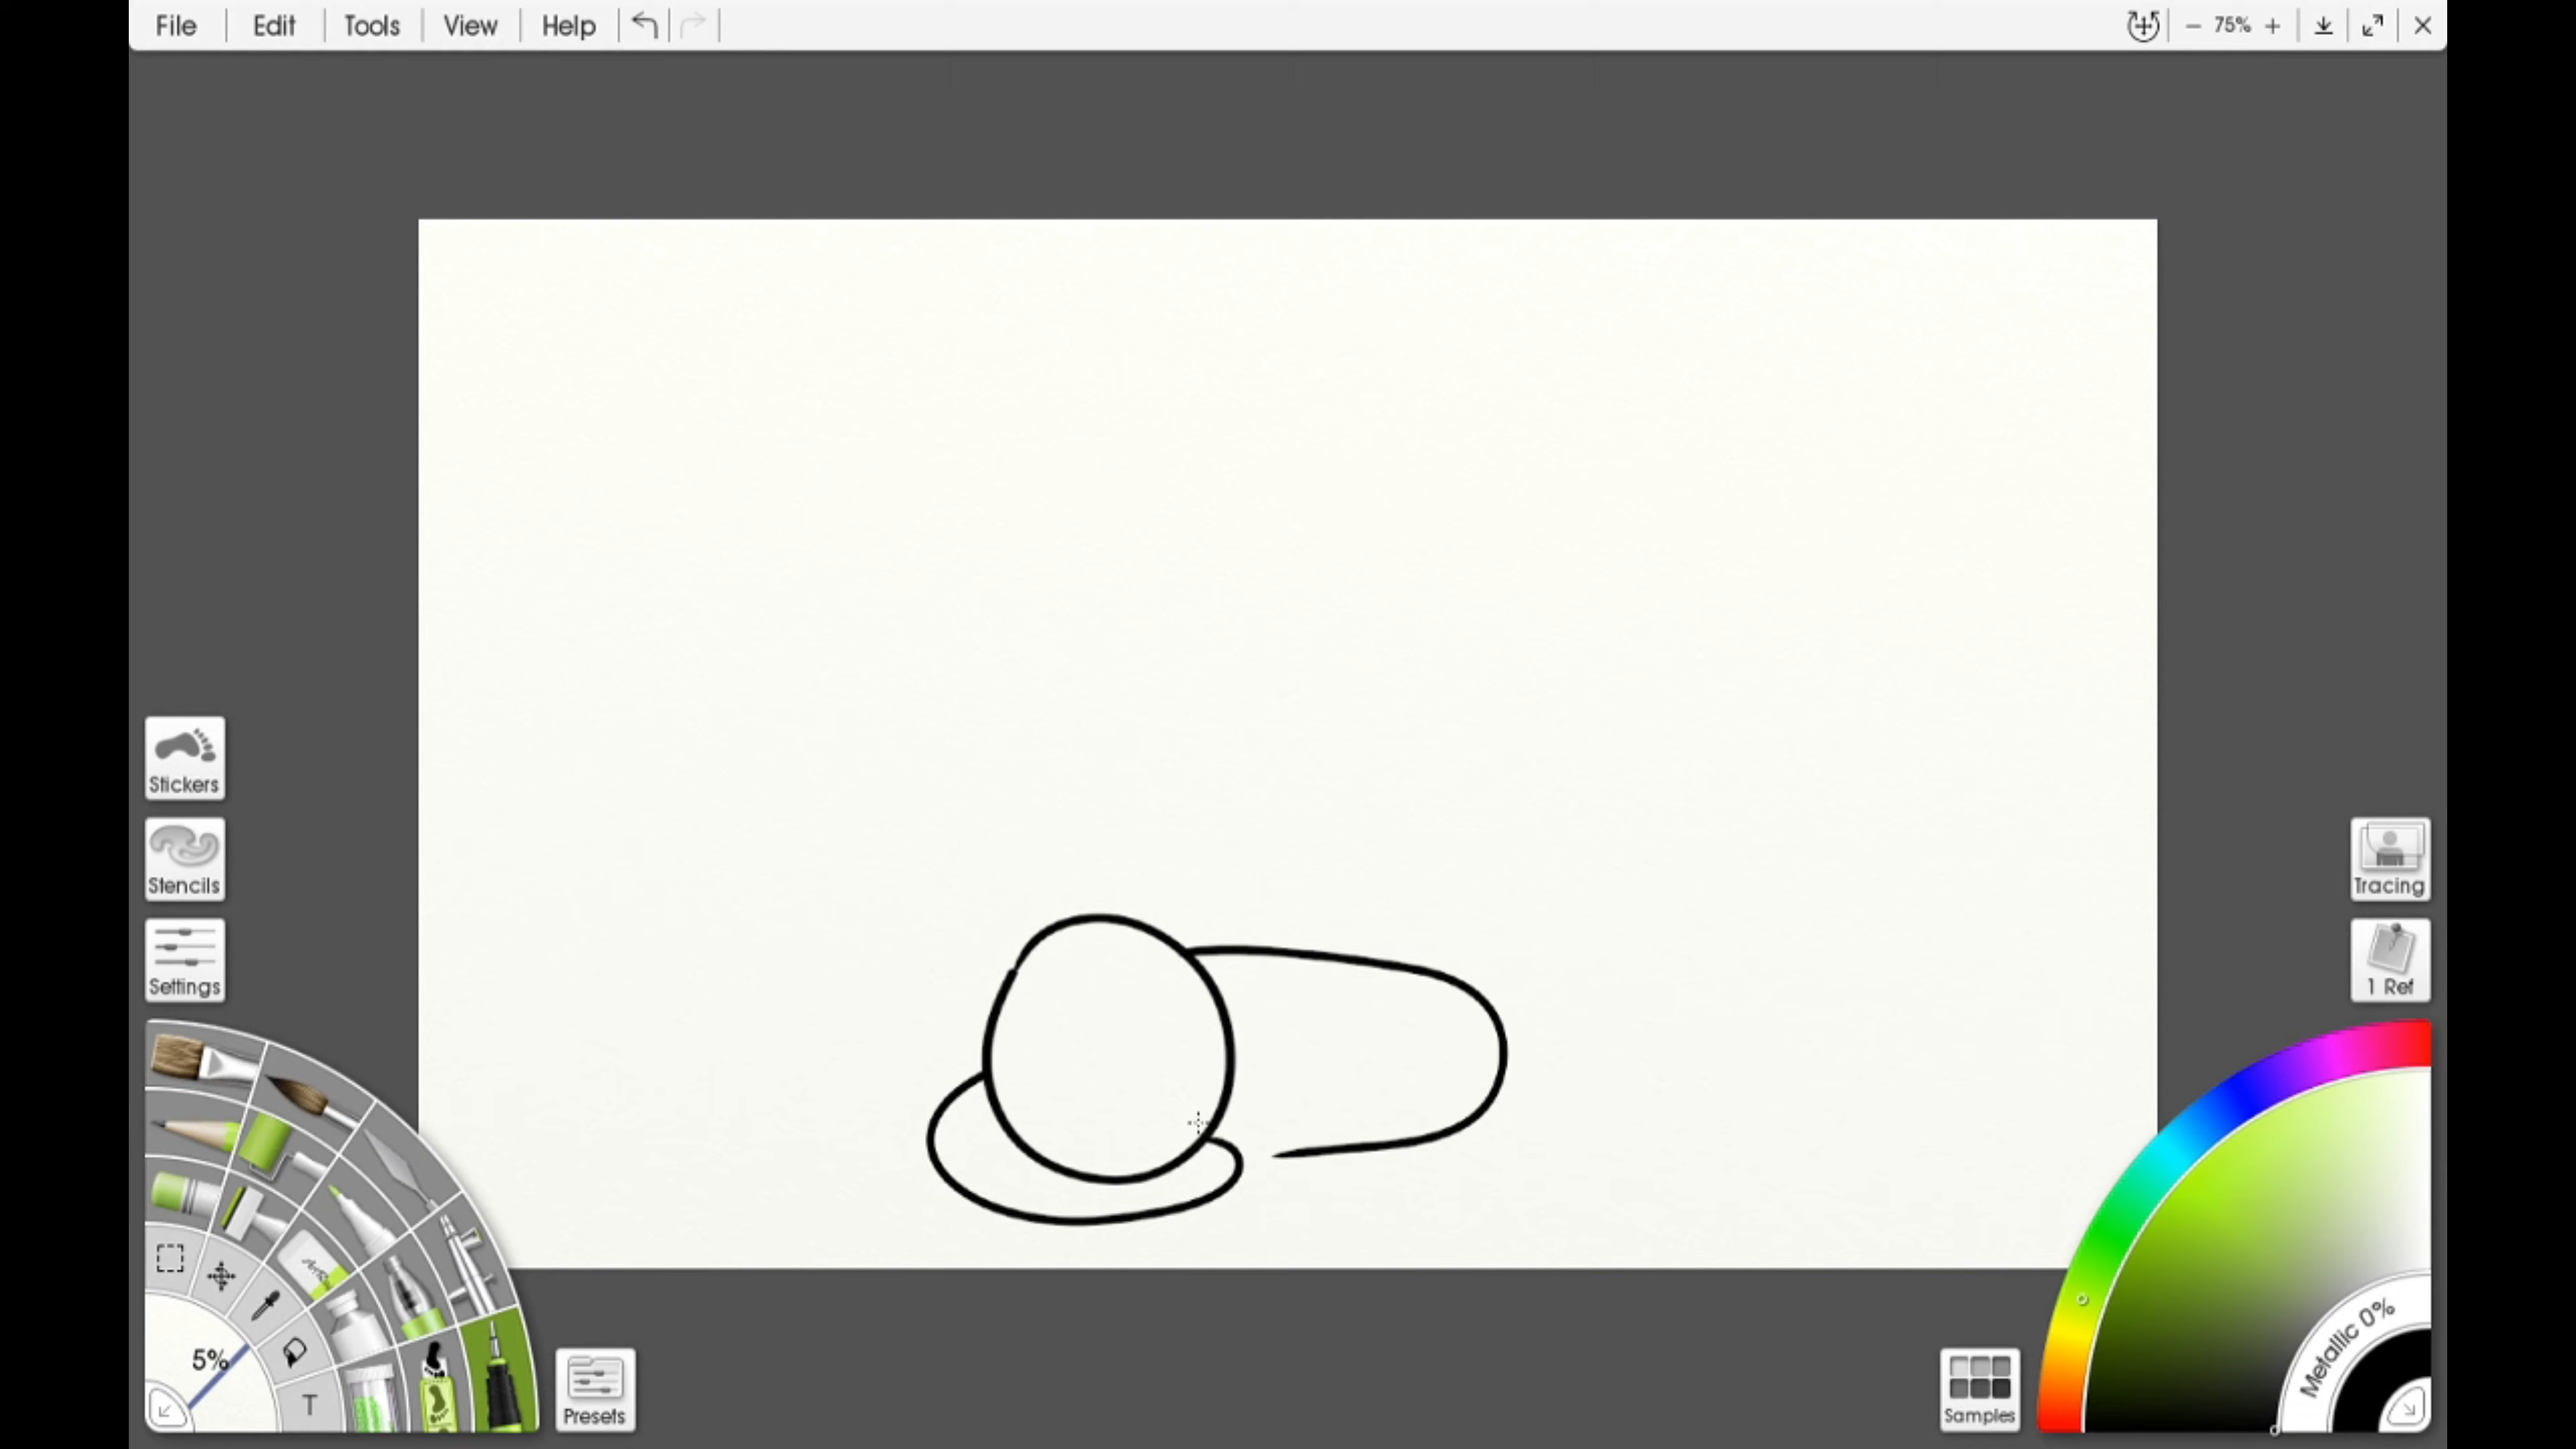 File Edit Tools View Help 75%
Stickers
Stencils
Settings
Tracing
1 Ref
5%
T
Presets
Samples
Metallic 0%